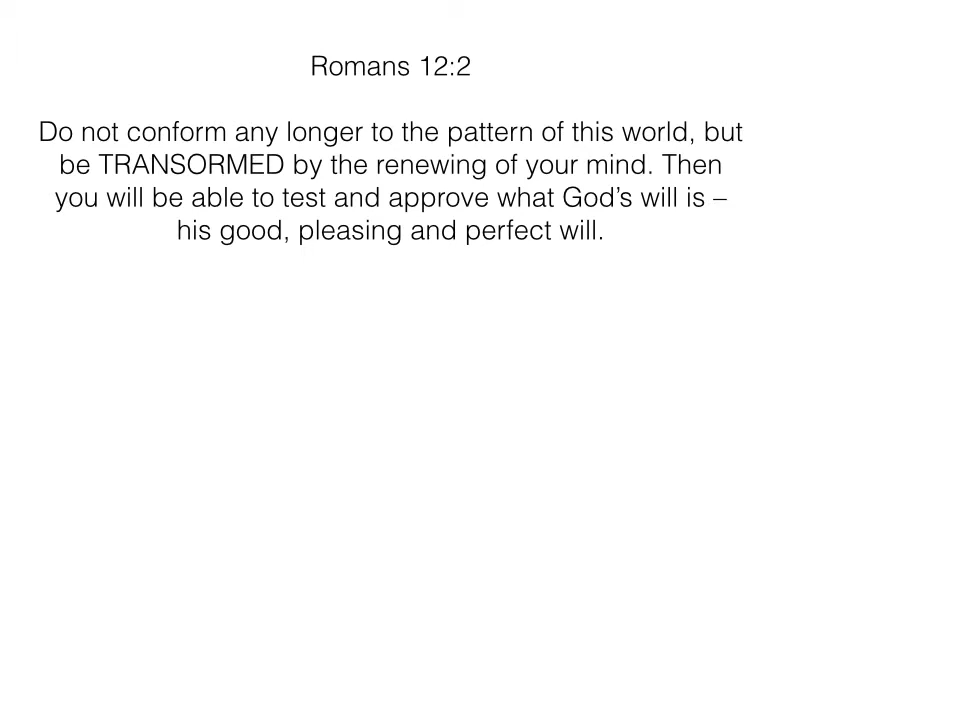 Romans 12:2
Do not conform any longer to the pattern of this world, but
be TRANSORMED by the renewing of your mind. Then
you will be able to test and approve what God’s will is –
his good, pleasing and perfect will.